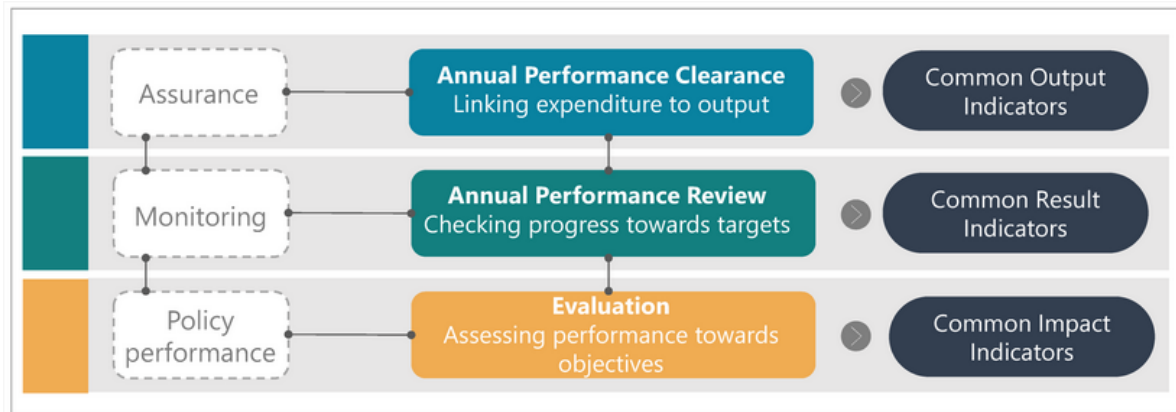 Assurance
Annual Performance Clearance
Linking expenditure to output
Common Output
Indicators
Monitoring
Annual Performance Review
Checking progress towards targets
Common Result
Indicators
Policy
performance
Evaluation
Assessing performance towards
objectives
Common Impact
Indicators